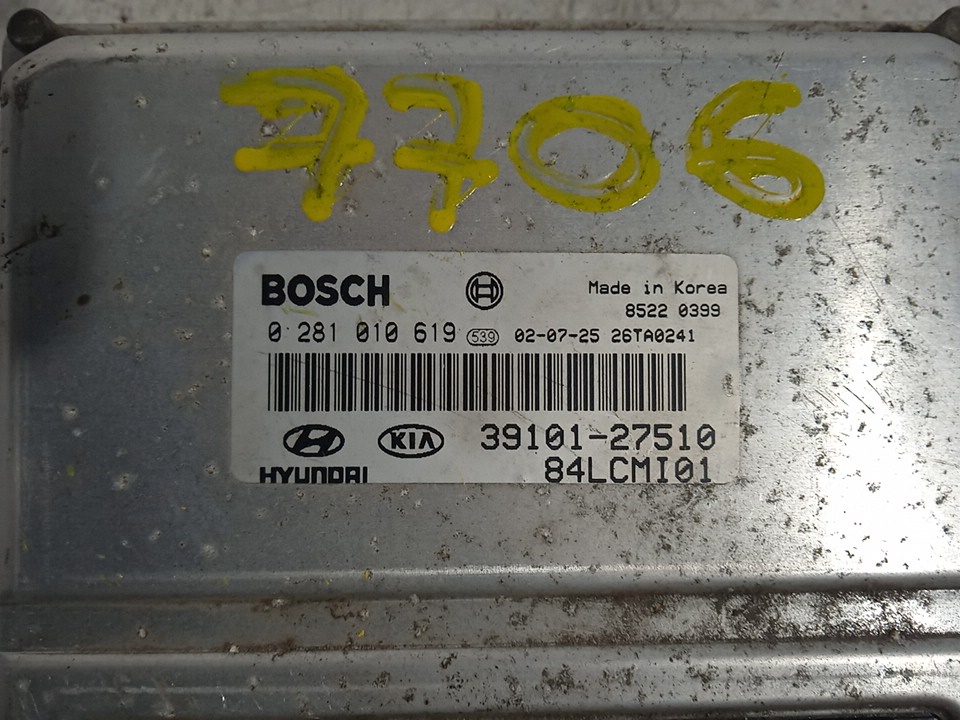 7706
BOSCH Made in Korea
8522 0399
0 281 010 619 539 02-07-25 26TA0241
KIA 39101-27510
HYUNDAI 84LCMI01